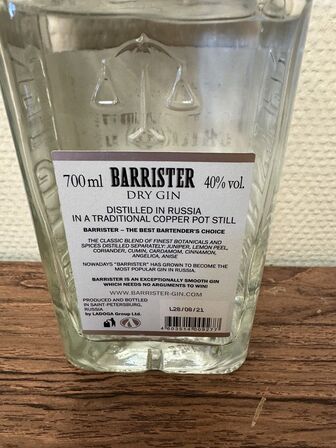 700 ml BARRISTER 40% vol.
DRY GIN
DISTILLED IN RUSSIA
IN A TRADITIONAL COPPER POT STILL
BARRISTER – THE BEST BARTENDER'S CHOICE
THE CLASSIC BLEND OF FINEST BOTANICALS AND
SPICES DISTILLED SEPARATELY: JUNIPER, LEMON PEEL,
CORIANDER, CUMIN, CARDAMOM, CINNAMON,
ANGELICA, ANISE
NOWADAYS "BARRISTER" HAS GROWN TO BECOME THE
MOST POPULAR GIN IN RUSSIA.
BARRISTER IS AN EXCEPTIONALLY SMOOTH GIN
WHICH NEEDS NO ARGUMENTS TO WIN!
WWW.BARRISTER-GIN.COM
PRODUCED AND BOTTLED
IN SAINT-PETERSBURG,
RUSSIA
by LADOGA Group Ltd.
L28/06/21